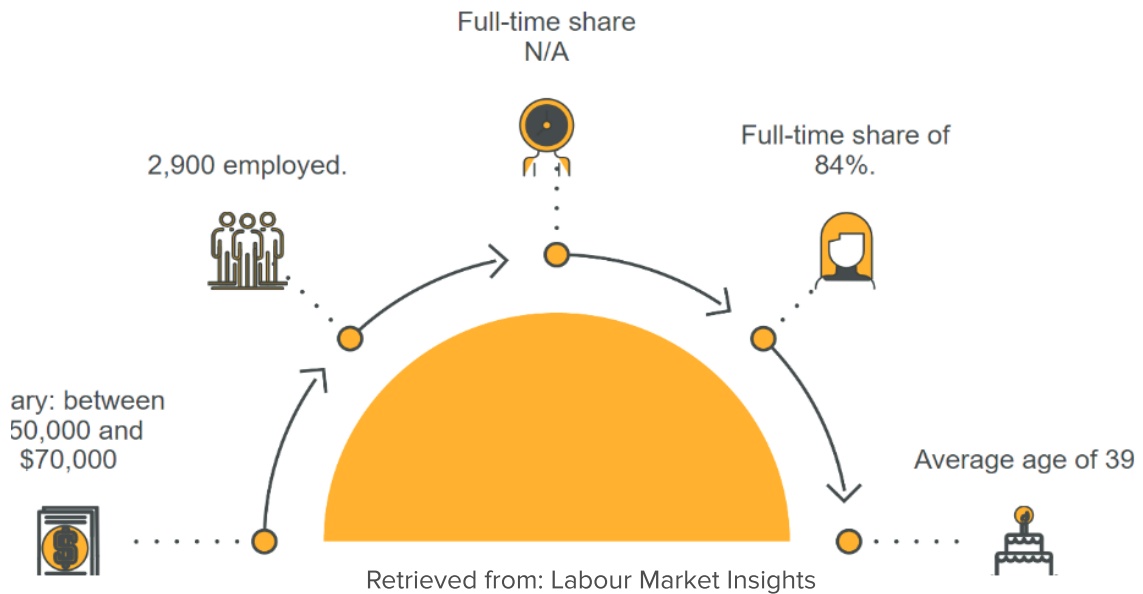 Full-time share
N/A
Full-time share of
84%.
2,900 employed.
ary: between
50,000 and
$70,000
Average age of 39
$
Retrieved from: Labour Market Insights